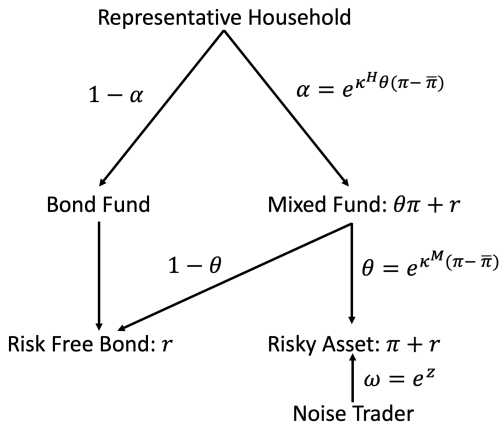 Representative Household
1 − α
α = e^{κ^H θ(π− π̅)}
Bond Fund
Mixed Fund: θπ + r
1 − θ
θ = e^{κ^M (π− π̅)}
Risk Free Bond: r
Risky Asset: π + r
ω = e^z
Noise Trader